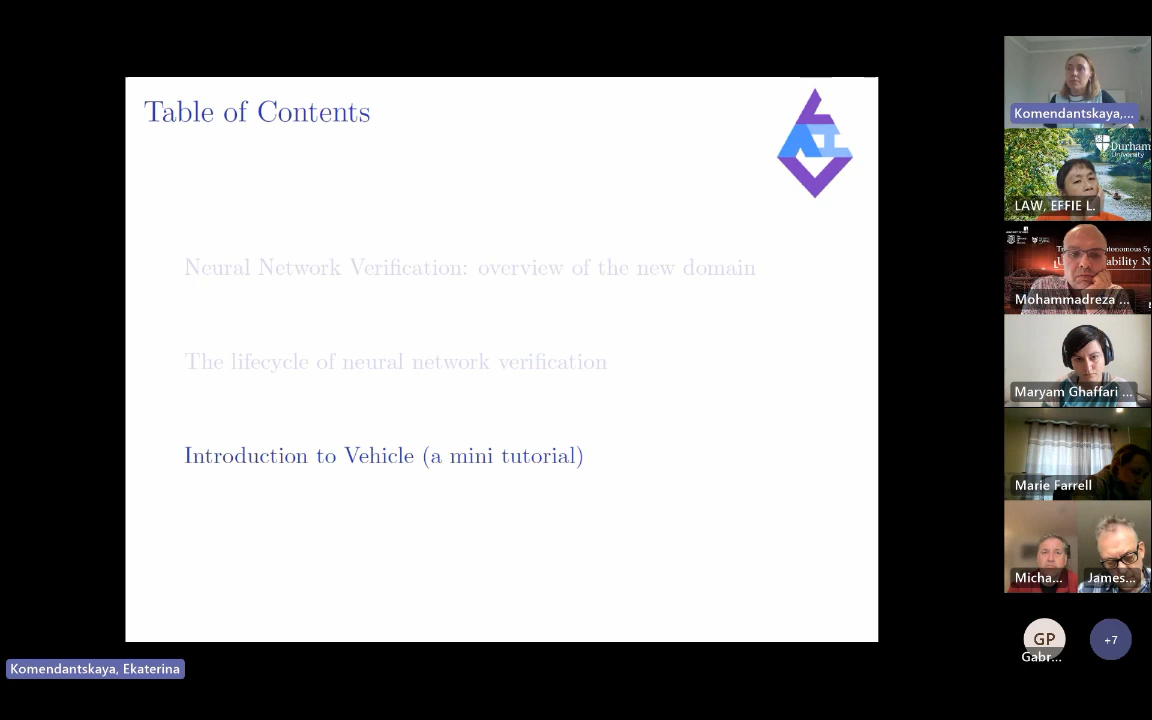 Table of Contents
Neural Network Verification: overview of the new domain
The lifecycle of neural network verification
Introduction to Vehicle (a mini tutorial)
Komendantskaya, Ekaterina
Komendantskaya,...
Durham
University
LAW, EFFIE L.
Mohammadreza ...
Maryam Ghaffari ...
Marie Farrell
Micha...
James...
GP
Gabr...
+7